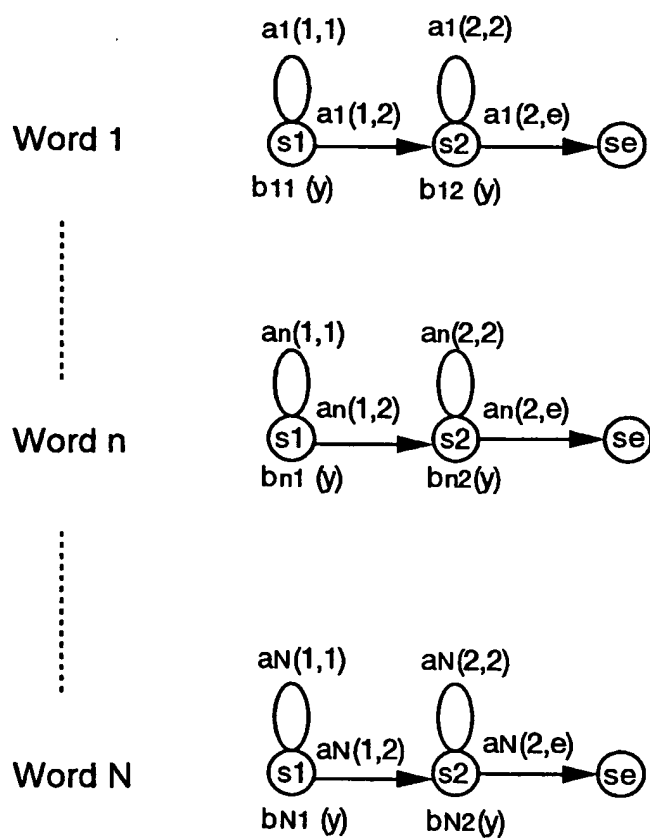 a1(1,1) a1(2,2)
a1(1,2) a1(2,e)
Word 1 s1 s2 se
b11 (y) b12 (y)
an(1,1) an(2,2)
an(1,2) an(2,e)
Word n s1 s2 se
bn1 (y) bn2(y)
aN(1,1) aN(2,2)
aN(1,2) aN(2,e)
Word N s1 s2 se
bN1 (y) bN2(y)